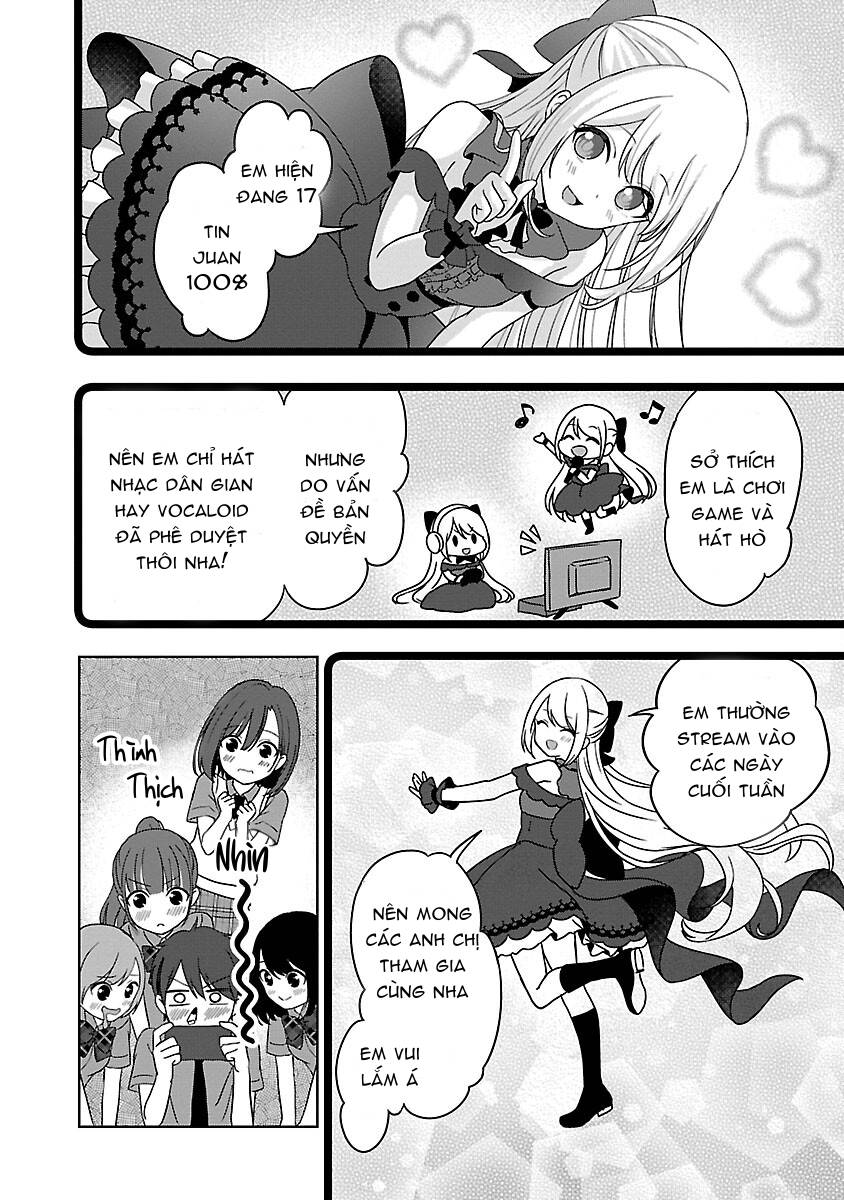 EM HIỆN
ĐANG 17
TIN
JUAN
100%
SỞ THÍCH
EM LÀ CHƠI
GAME VÀ
HÁT HÒ
NHƯNG
DO VẤN
ĐỀ BẢN
QUYỀN
NÊN EM CHỈ HÁT
NHẠC DÂN GIAN
HAY VOCALOID
ĐÃ PHÊ DUYỆT
THÔI NHA!
EM THƯỜNG
STREAM VÀO
CÁC NGÀY
CUỐI TUẦN
NÊN MONG
CÁC ANH CHỊ
THAM GIA
CÙNG NHA
EM VUI
LẮM Á
Thình
Thịch
Nhìn